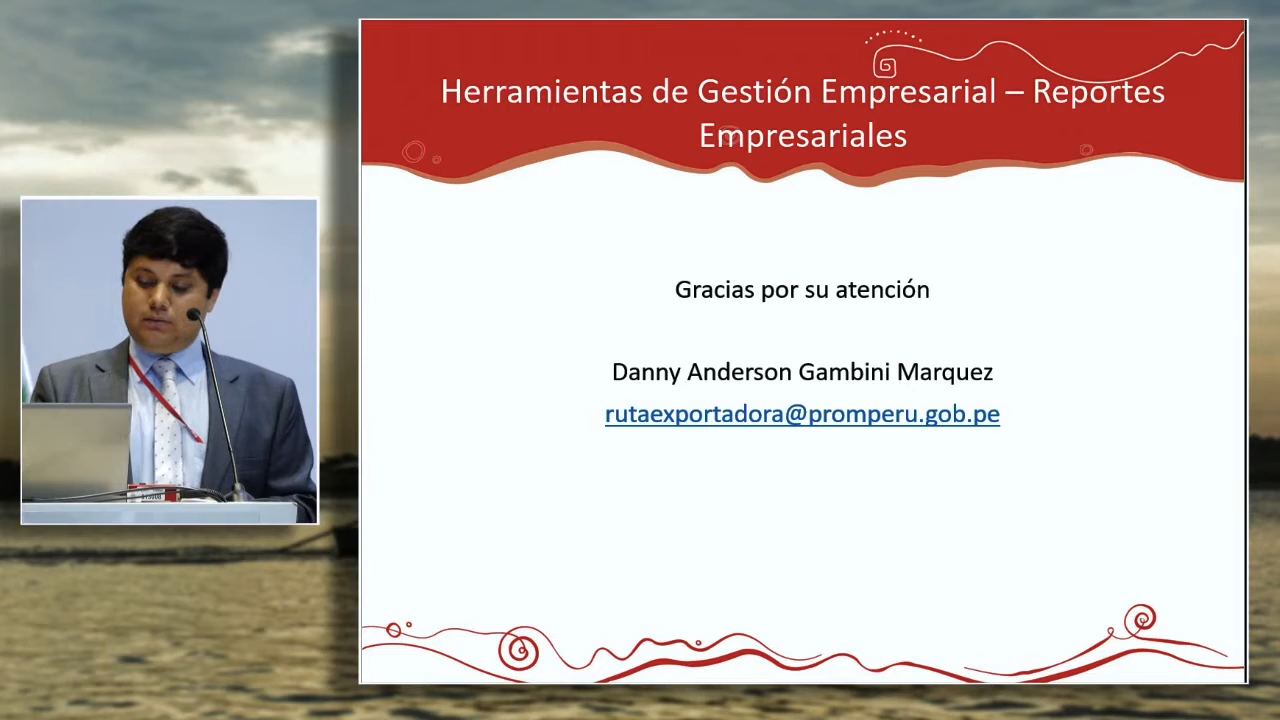 Herramientas de Gestión Empresarial – Reportes
Empresariales
Gracias por su atención
Danny Anderson Gambini Marquez
rutaexportadora@promperu.gob.pe